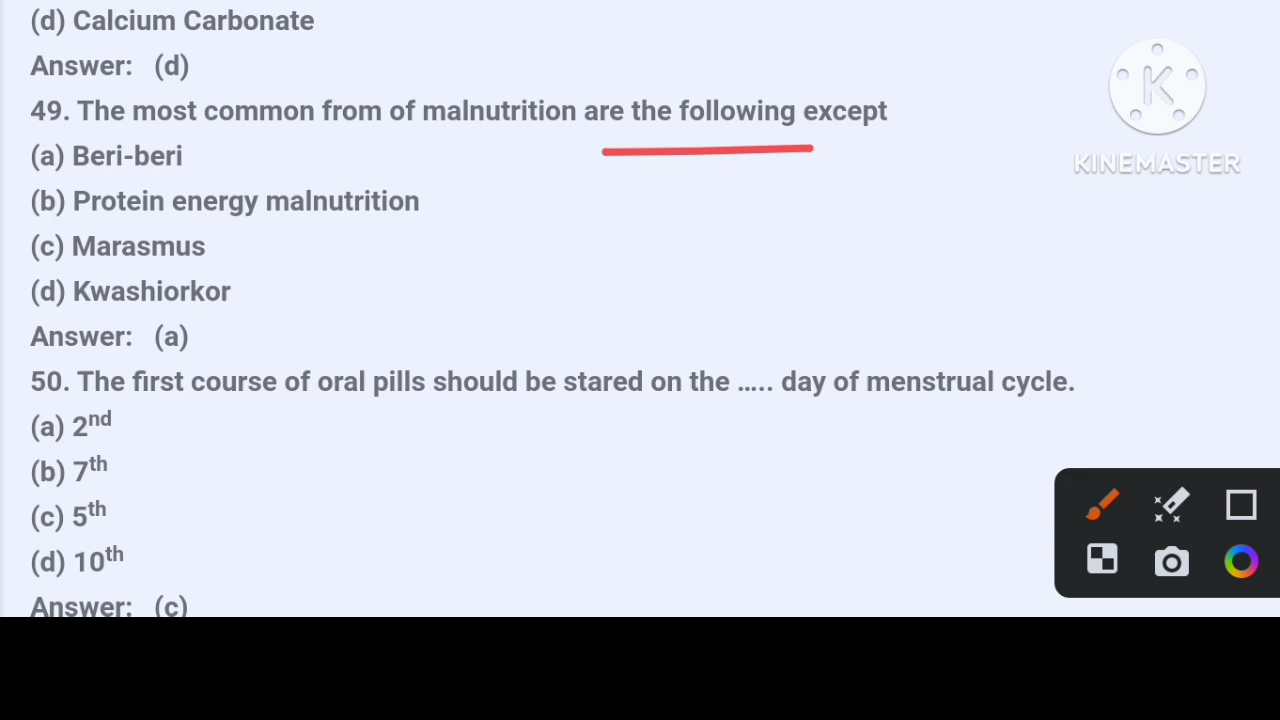 (d) Calcium Carbonate
Answer: (d)
49. The most common from of malnutrition are the following except
(a) Beri-beri
(b) Protein energy malnutrition
(c) Marasmus
(d) Kwashiorkor
Answer: (a)
50. The first course of oral pills should be stared on the ..... day of menstrual cycle.
(a) 2nd
(b) 7th
(c) 5th
(d) 10th
Answer: (c)
K
KINEMASTER